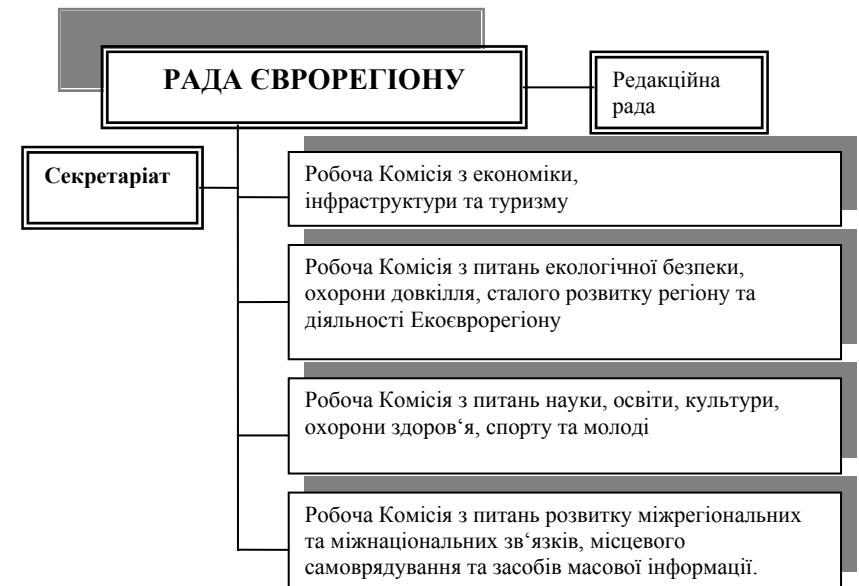 РАДА ЄВРОРЕГІОНУ
Редакційна
рада
Секретаріат
Робоча Комісія з економіки,
інфраструктури та туризму
Робоча Комісія з питань екологічної безпеки,
охорони довкілля, сталого розвитку регіону та
діяльності Екоєврорегіону
Робоча Комісія з питань науки, освіти, культури,
охорони здоров‘я, спорту та молоді
Робоча Комісія з питань розвитку міжрегіональних
та міжнаціональних зв‘язків, місцевого
самоврядування та засобів масової інформації.